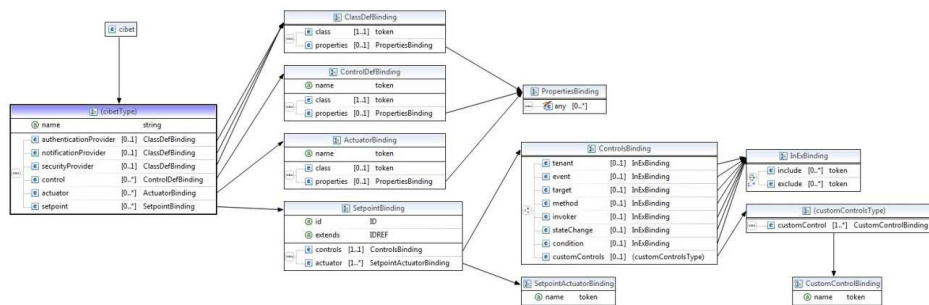 cibet
(cibetType)
name string
authenticationProvider [0..1] ClassDefBinding
notificationProvider [0..1] ClassDefBinding
securityProvider [0..1] ClassDefBinding
control [0..*] ControlDefBinding
actuator [0..*] ActuatorBinding
setpoint [0..*] SetpointBinding
ClassDefBinding
class [1..1] token
properties [0..1] PropertiesBinding
ControlDefBinding
name token
class [1..1] token
properties [0..1] PropertiesBinding
ActuatorBinding
name token
class [0..1] token
properties [0..1] PropertiesBinding
SetpointBinding
id ID
extends IDREF
controls [1..1] ControlsBinding
actuator [1..*] SetpointActuatorBinding
PropertiesBinding
any [0..*]
ControlsBinding
tenant [0..1] InExBinding
event [0..1] InExBinding
target [0..1] InExBinding
method [0..1] InExBinding
invoker [0..1] InExBinding
stateChange [0..1] InExBinding
condition [0..1] InExBinding
customControls [0..1] (customControlsType)
SetpointActuatorBinding
name token
InExBinding
include [0..*] token
exclude [0..*] token
(customControlsType)
customControl [1..*] CustomControlBinding
CustomControlBinding
name token